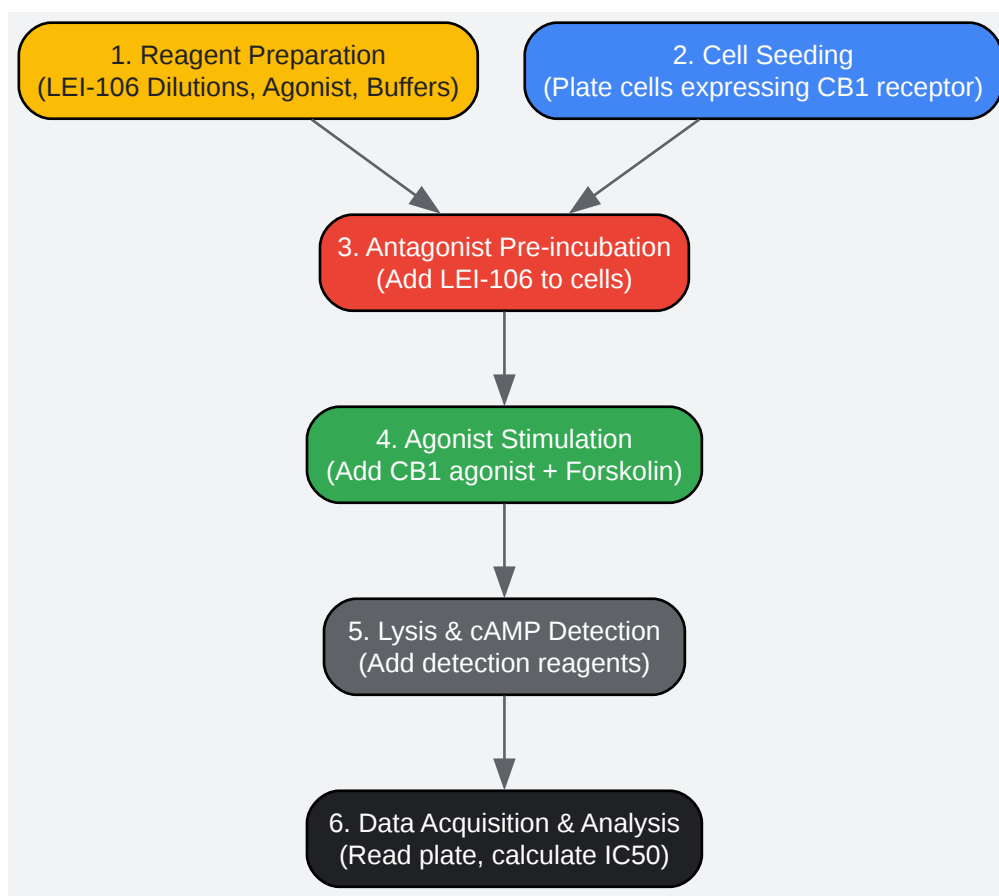 1. Reagent Preparation
(LEI-106 Dilutions, Agonist, Buffers)
2. Cell Seeding
(Plate cells expressing CB1 receptor)
3. Antagonist Pre-incubation
(Add LEI-106 to cells)
4. Agonist Stimulation
(Add CB1 agonist + Forskolin)
5. Lysis & cAMP Detection
(Add detection reagents)
6. Data Acquisition & Analysis
(Read plate, calculate IC50)